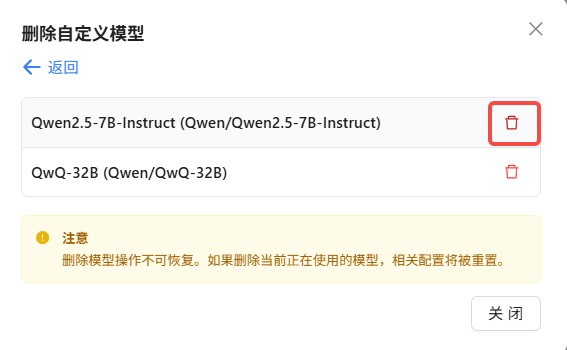 删除自定义模型
返回
Qwen2.5-7B-Instruct (Qwen/Qwen2.5-7B-Instruct)
QwQ-32B (Qwen/QwQ-32B)
注意
删除模型操作不可恢复。如果删除当前正在使用的模型，相关配置将被重置。
关 闭